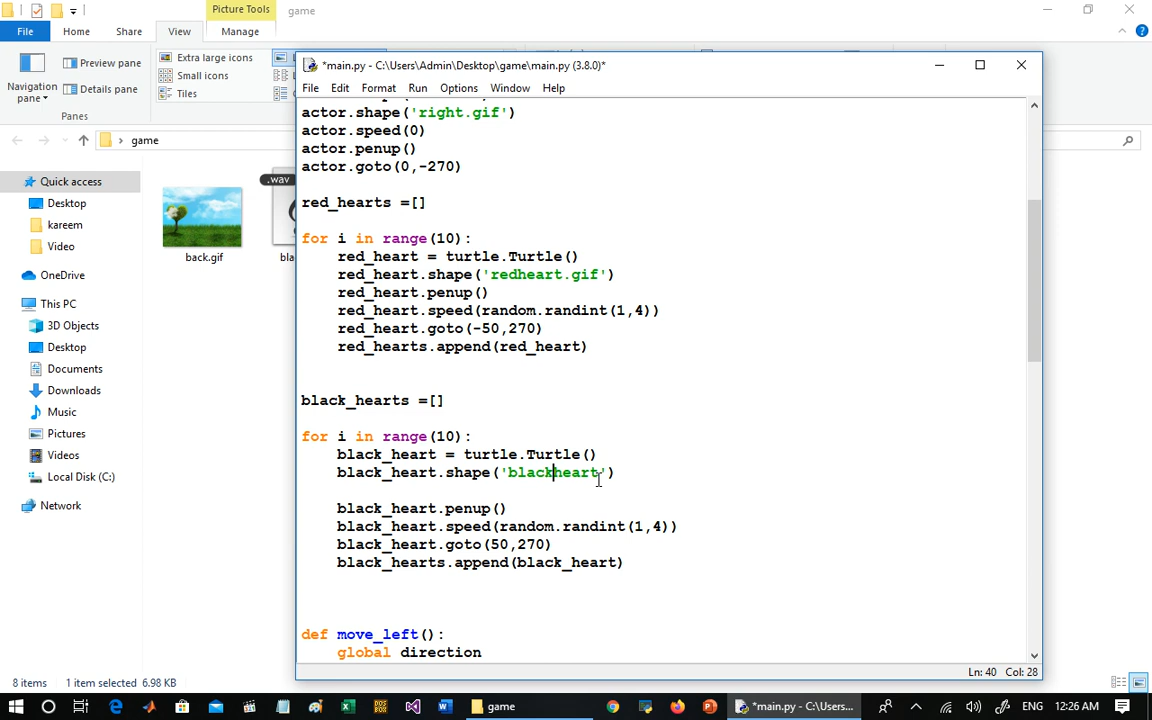 Picture Tools
game
File
Home
Share
View
Manage
Navigation pane
Preview pane
Details pane
Panes
Extra large icons
Small icons
Tiles
game
Quick access
Desktop
kareem
Video
OneDrive
This PC
3D Objects
Desktop
Documents
Downloads
Music
Pictures
Videos
Local Disk (C:)
Network
back.gif
.wav
8 items
1 item selected 6.98 KB
*main.py - C:\Users\Admin\Desktop\game\main.py (3.8.0)*
File Edit Format Run Options Window Help
actor.shape('right.gif')
actor.speed(0)
actor.penup()
actor.goto(0,-270)
red_hearts =[]
for i in range(10):
red_heart = turtle.Turtle()
red_heart.shape('redheart.gif')
red_heart.penup()
red_heart.speed(random.randint(1,4))
red_heart.goto(-50,270)
red_hearts.append(red_heart)
black_hearts =[]
for i in range(10):
black_heart = turtle.Turtle()
black_heart.shape('blackheart')
black_heart.penup()
black_heart.speed(random.randint(1,4))
black_heart.goto(50,270)
black_hearts.append(black_heart)
def move_left():
global direction
Ln: 40 Col: 28
game
*main.py - C:\Users...
ENG
12:26 AM